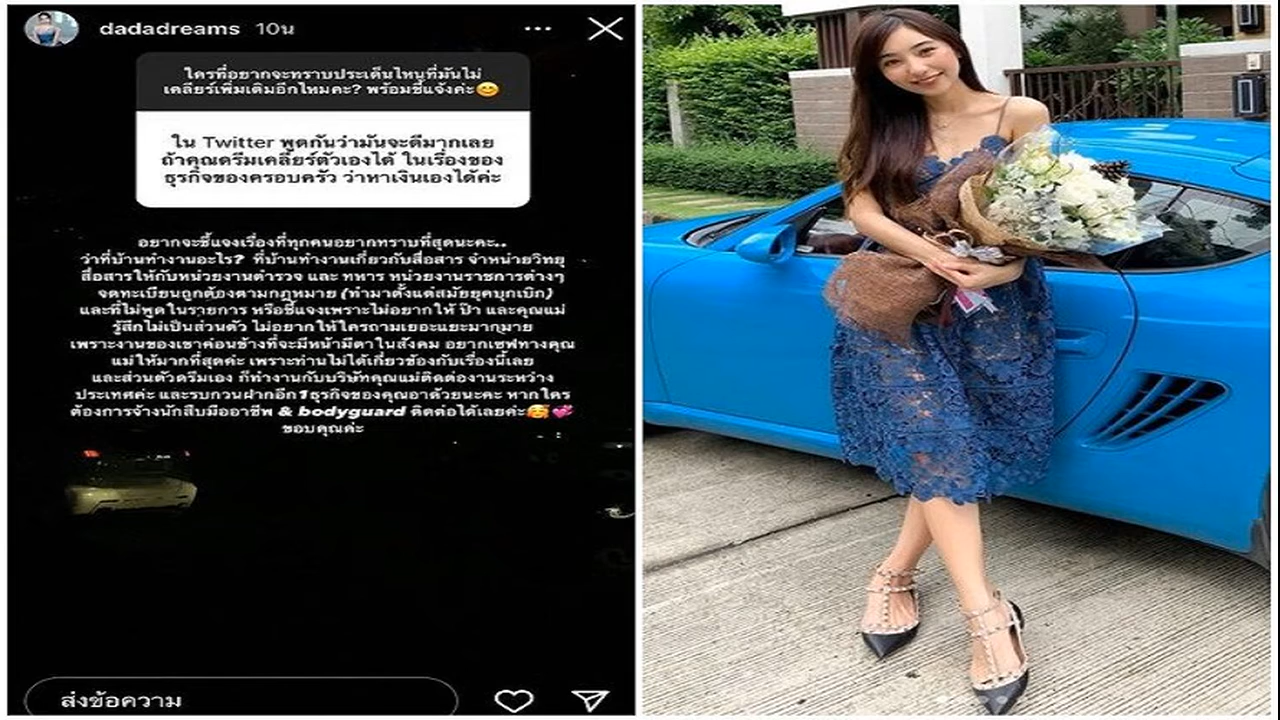 dadadreams 10น
ใครที่อยากจะทราบประเด็นไหนที่มันไม่
เคลียร์เพิ่มเติมอีกไหมคะ? พร้อมชี้แจ้งค่ะ😊
ใน Twitter พูดกันว่ามันจะดีมากเลย
ถ้าคุณดรีมเคลียร์ตัวเองได้ ในเรื่องของ
ธุรกิจของครอบครัว ว่าหาเงินเองได้ค่ะ
อยากจะชี้แจงเรื่องที่ทุกคนอยากทราบที่สุดนะคะ..
ว่าที่บ้านทำงานอะไร? ที่บ้านทำงานเกี่ยวกับสื่อสาร จำหน่ายวิทยุ
สื่อสารให้กับหน่วยงานตำรวจ และ ทหาร หน่วยงานราชการต่างๆ
จดทะเบียนถูกต้องตามกฎหมาย (ทำมาตั้งแต่สมัยยุคบุกเบิก)
และที่ไม่พูดในรายการ หรือชี้แจงเพราะไม่อยากให้ ป๊า และคุณแม่
รู้สึกไม่เป็นส่วนตัว ไม่อยากให้ใครถามเยอะแยะมากมาย
เพราะงานของเขาค่อนข้างที่จะมีหน้ามีตาในสังคม อยากเซฟทางคุณ
แม่ให้มากที่สุดค่ะ เพราะท่านไม่ได้เกี่ยวข้องกับเรื่องนี้เลย
และส่วนตัวดรีมเอง ก็ทำงานกับบริษัทคุณแม่ติดต่องานระหว่าง
ประเทศค่ะ และรบกวนฝากอีก1ธุรกิจของคุณอาด้วยนะคะ หากใคร
ต้องการจ้างนักสืบมืออาชีพ & bodyguard ติดต่อได้เลยค่ะ🥰💞
ขอบคุณค่ะ
ส่งข้อความ